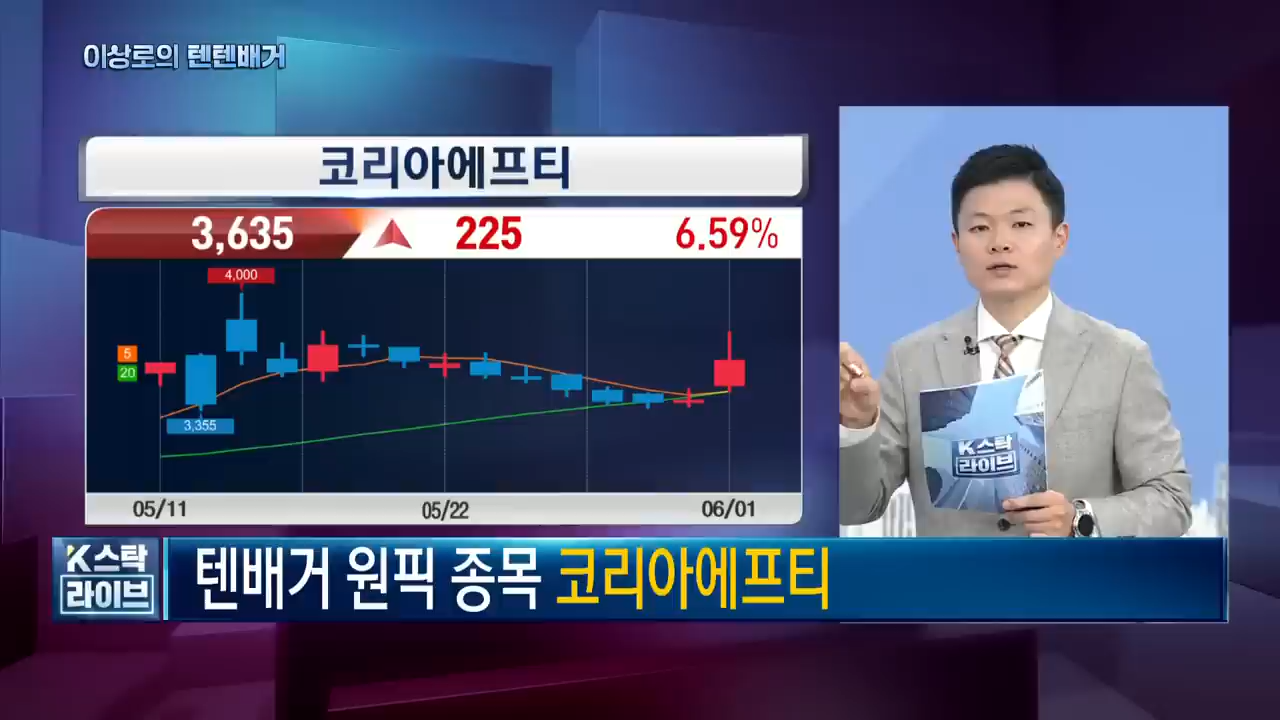 이상로의 텐텐배거
코리아에프티
3,635 225 6.59%
4,000
5
20
3,355
05/11 05/22 06/01
K스탁
라이브
K스탁
라이브
텐배거 원픽 종목 코리아에프티